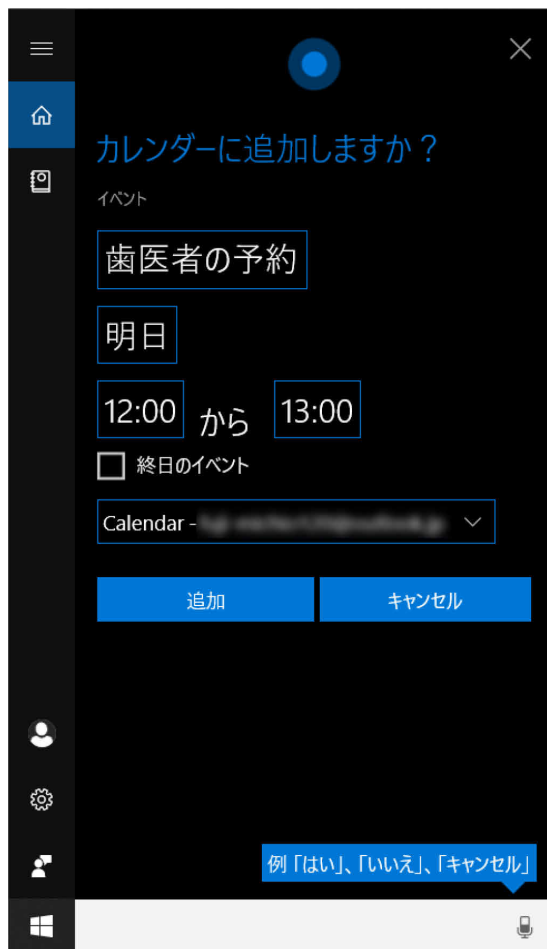 カレンダーに追加しますか？
イベント
歯医者の予約
明日
12:00 から 13:00
終日のイベント
Calendar -
追加 キャンセル
例 「はい」、「いいえ」、「キャンセル」